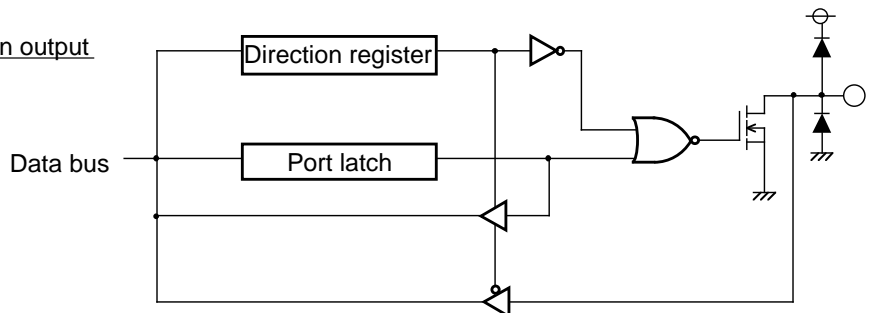 n output
Direction register
Data bus
Port latch